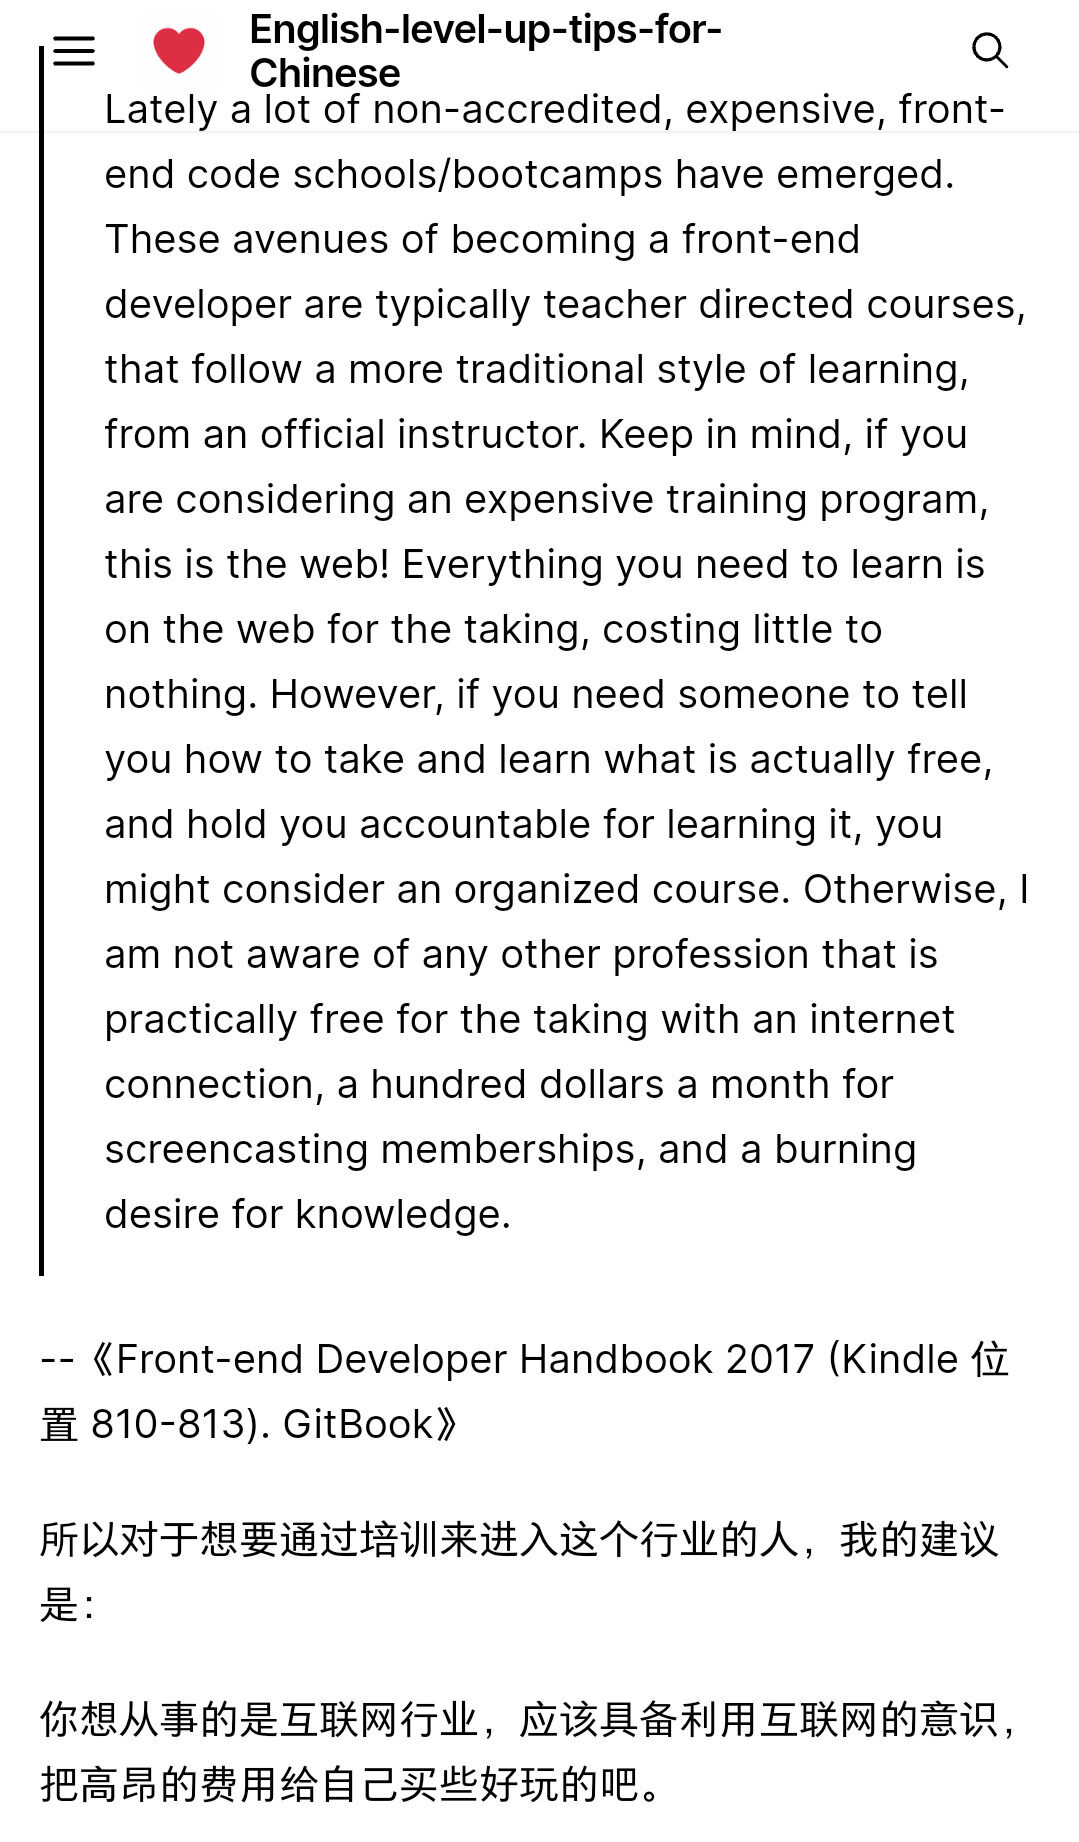 English-level-up-tips-for-
Chinese
Lately a lot of non-accredited, expensive, front-
end code schools/bootcamps have emerged.
These avenues of becoming a front-end
developer are typically teacher directed courses,
that follow a more traditional style of learning,
from an official instructor. Keep in mind, if you
are considering an expensive training program,
this is the web! Everything you need to learn is
on the web for the taking, costing little to
nothing. However, if you need someone to tell
you how to take and learn what is actually free,
and hold you accountable for learning it, you
might consider an organized course. Otherwise, I
am not aware of any other profession that is
practically free for the taking with an internet
connection, a hundred dollars a month for
screencasting memberships, and a burning
desire for knowledge.
--《Front-end Developer Handbook 2017 (Kindle 位
置 810-813). GitBook》
所以对于想要通过培训来进入这个行业的人，我的建议
是：
你想从事的是互联网行业，应该具备利用互联网的意识，
把高昂的费用给自己买些好玩的吧。